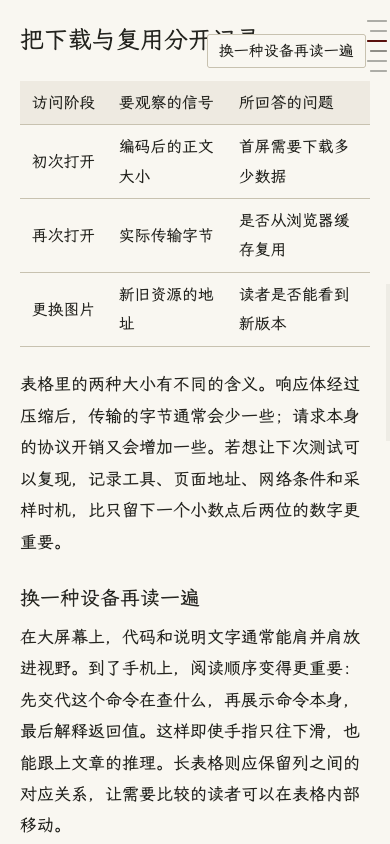 把下载与复用分开记录
换一种设备再读一遍
访问阶段 要观察的信号 所回答的问题
初次打开 编码后的正文大小 首屏需要下载多少数据
再次打开 实际传输字节 是否从浏览器缓存复用
更换图片 新旧资源的地址 读者是否能看到新版本
表格里的两种大小有不同的含义。响应体经过
压缩后，传输的字节通常会少一些；请求本身
的协议开销又会增加一些。若想让下次测试可
以复现，记录工具、页面地址、网络条件和采
样时机，比只留下一个小数点后两位的数字更
重要。
换一种设备再读一遍
在大屏幕上，代码和说明文字通常能肩并肩放
进视野。到了手机上，阅读顺序变得更重要：
先交代这个命令在查什么，再展示命令本身，
最后解释返回值。这样即使手指只往下滑，也
能跟上文章的推理。长表格则应保留列之间的
对应关系，让需要比较的读者可以在表格内部
移动。